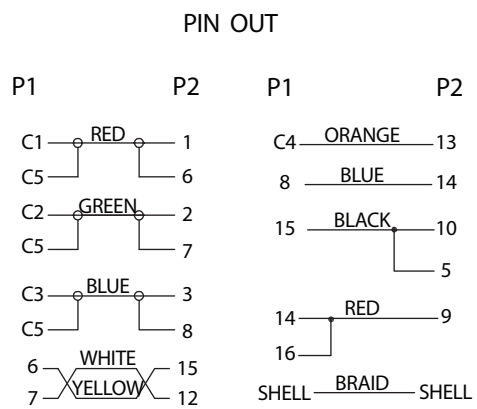 PIN OUT
P1 P2 P1 P2
C1 RED 1 C4 ORANGE 13
C5 6 8 BLUE 14
C2 GREEN 2 15 BLACK 10
C5 7 5
C3 BLUE 3 14 RED 9
C5 8 16
6 WHITE 15
7 YELLOW 12 SHELL BRAID SHELL